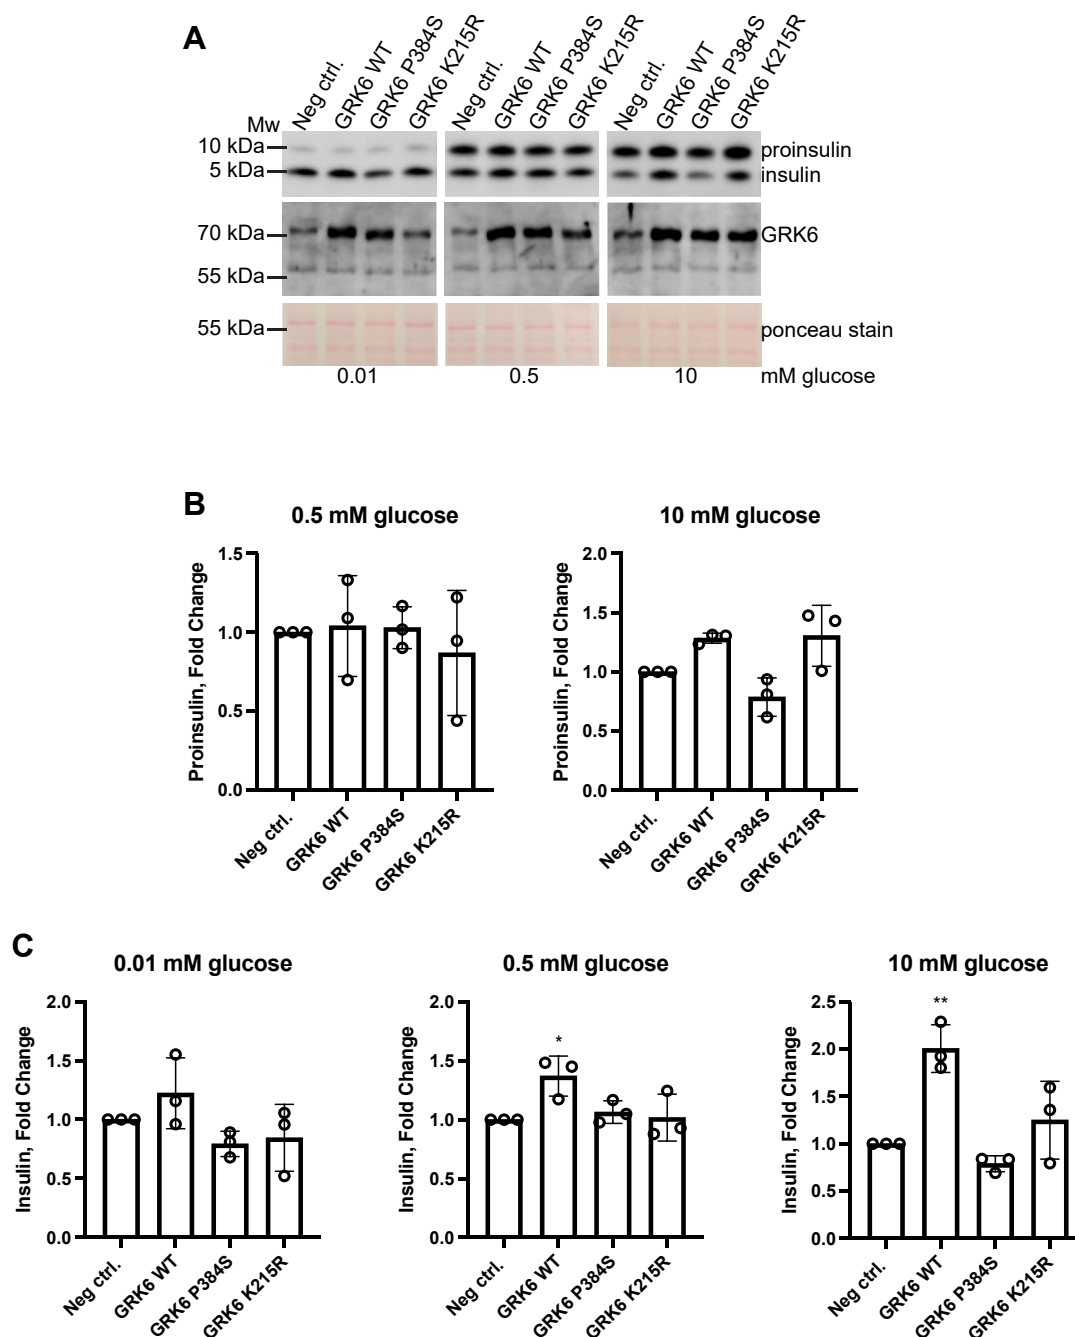 A
Neg ctrl.
GRK6 WT
GRK6 P384S
GRK6 K215R
Neg ctrl.
GRK6 WT
GRK6 P384S
GRK6 K215R
Neg ctrl.
GRK6 WT
GRK6 P384S
GRK6 K215R
Mw
10 kDa
proinsulin
5 kDa
insulin
70 kDa
GRK6
55 kDa
55 kDa
ponceau stain
0.01 0.5 10 mM glucose
B
0.5 mM glucose
Proinsulin, Fold Change
1.5
1.0
0.5
0.0
Neg ctrl.
GRK6 WT
GRK6 P384S
GRK6 K215R
10 mM glucose
Proinsulin, Fold Change
2.0
1.5
1.0
0.5
0.0
Neg ctrl.
GRK6 WT
GRK6 P384S
GRK6 K215R
C
0.01 mM glucose
Insulin, Fold Change
2.0
1.5
1.0
0.5
0.0
Neg ctrl.
GRK6 WT
GRK6 P384S
GRK6 K215R
0.5 mM glucose
Insulin, Fold Change
2.0
1.5
1.0
0.5
0.0
*
Neg ctrl.
GRK6 WT
GRK6 P384S
GRK6 K215R
10 mM glucose
Insulin, Fold Change
2.5
2.0
1.5
1.0
0.5
0.0
**
Neg ctrl.
GRK6 WT
GRK6 P384S
GRK6 K215R